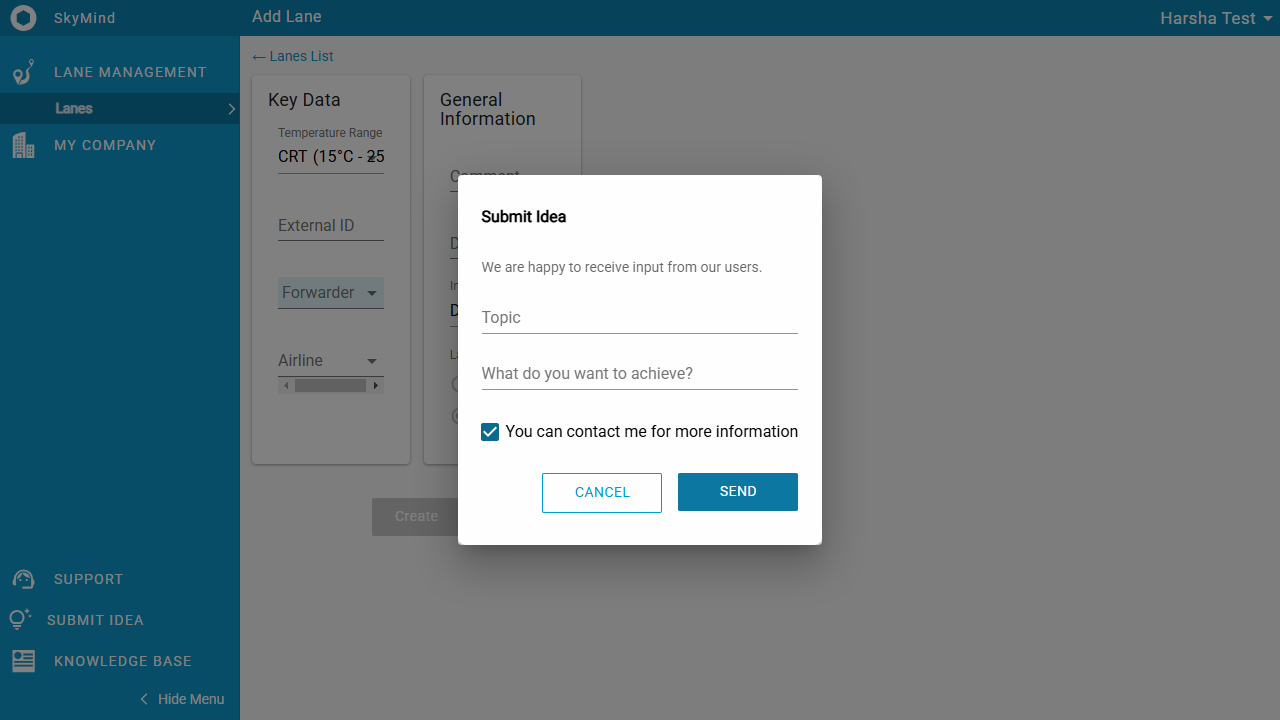 SkyMind
Add Lane
Harsha Test
LANE MANAGEMENT
Lanes
MY COMPANY
SUPPORT
SUBMIT IDEA
KNOWLEDGE BASE
Hide Menu
← Lanes List
Key Data
Temperature Range
CRT (15°C - 25
External ID
Forwarder
Airline
General
Information
Comment
D
In
D
La
Create
Submit Idea
We are happy to receive input from our users.
Topic
What do you want to achieve?
You can contact me for more information
CANCEL
SEND